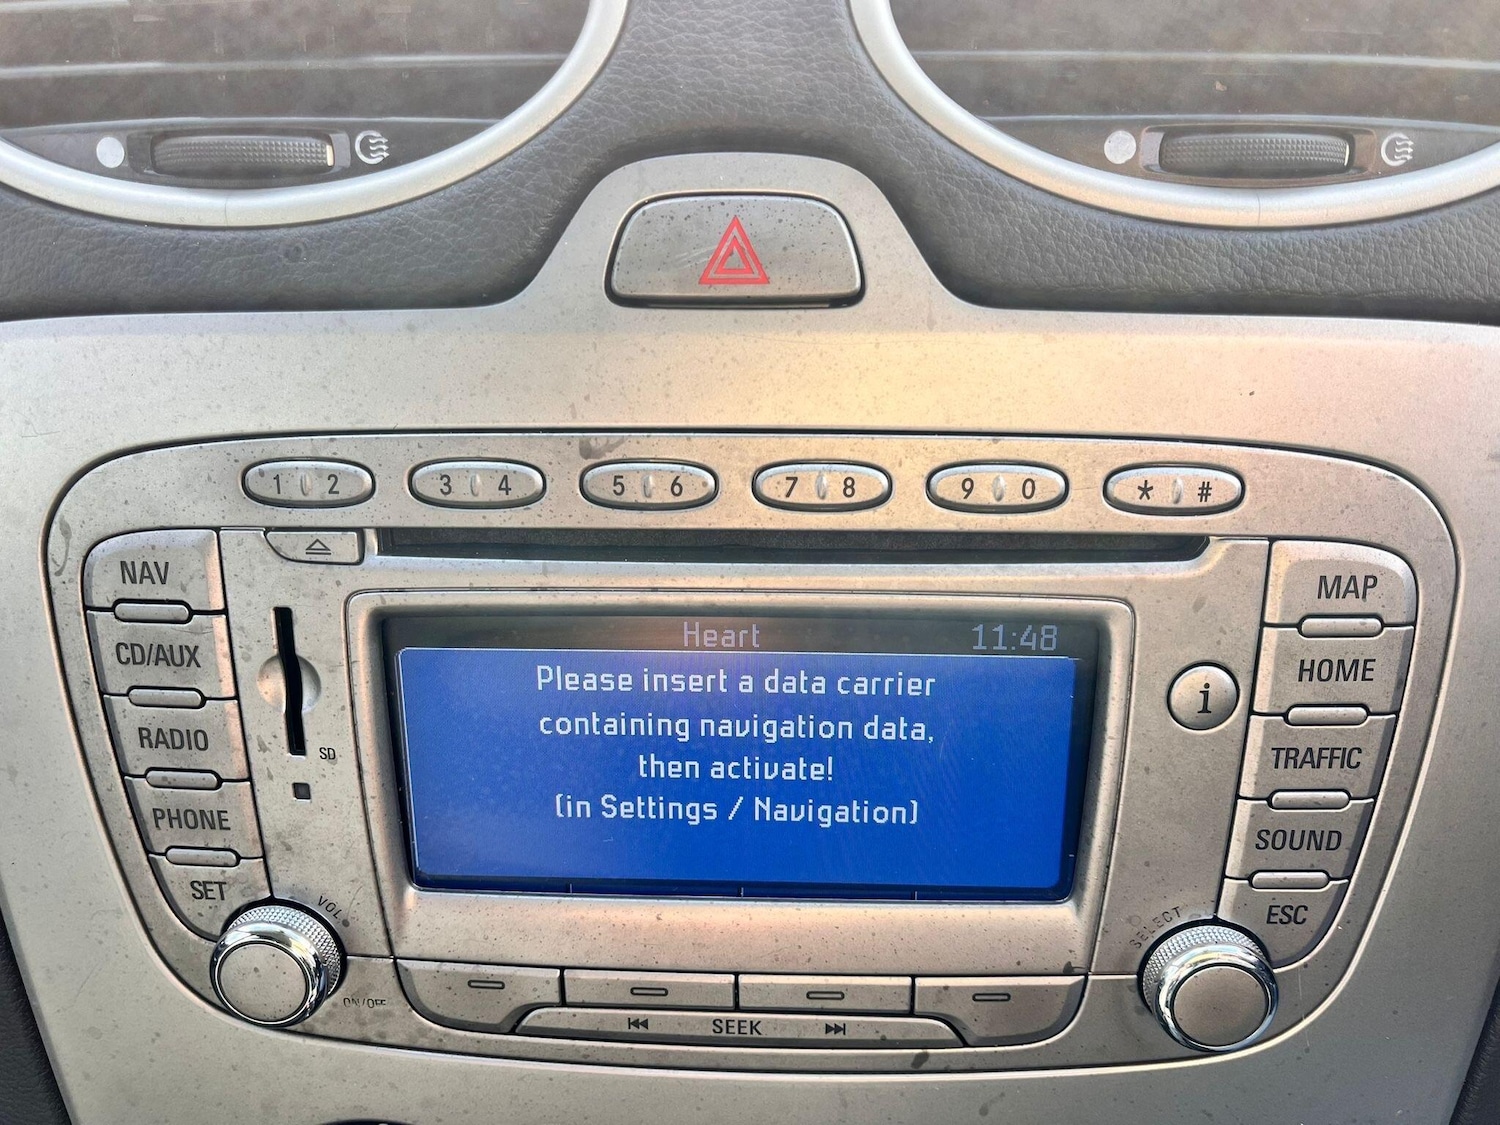 1 2
3 4
5 6
7 8
9 0
* #
NAV
CD/AUX
RADIO
PHONE
SET
SD
VOL
ON/OFF
Heart 11:48
Please insert a data carrier
containing navigation data,
then activate!
(in Settings / Navigation)
i
MAP
HOME
TRAFFIC
SOUND
ESC
SELECT
SEEK